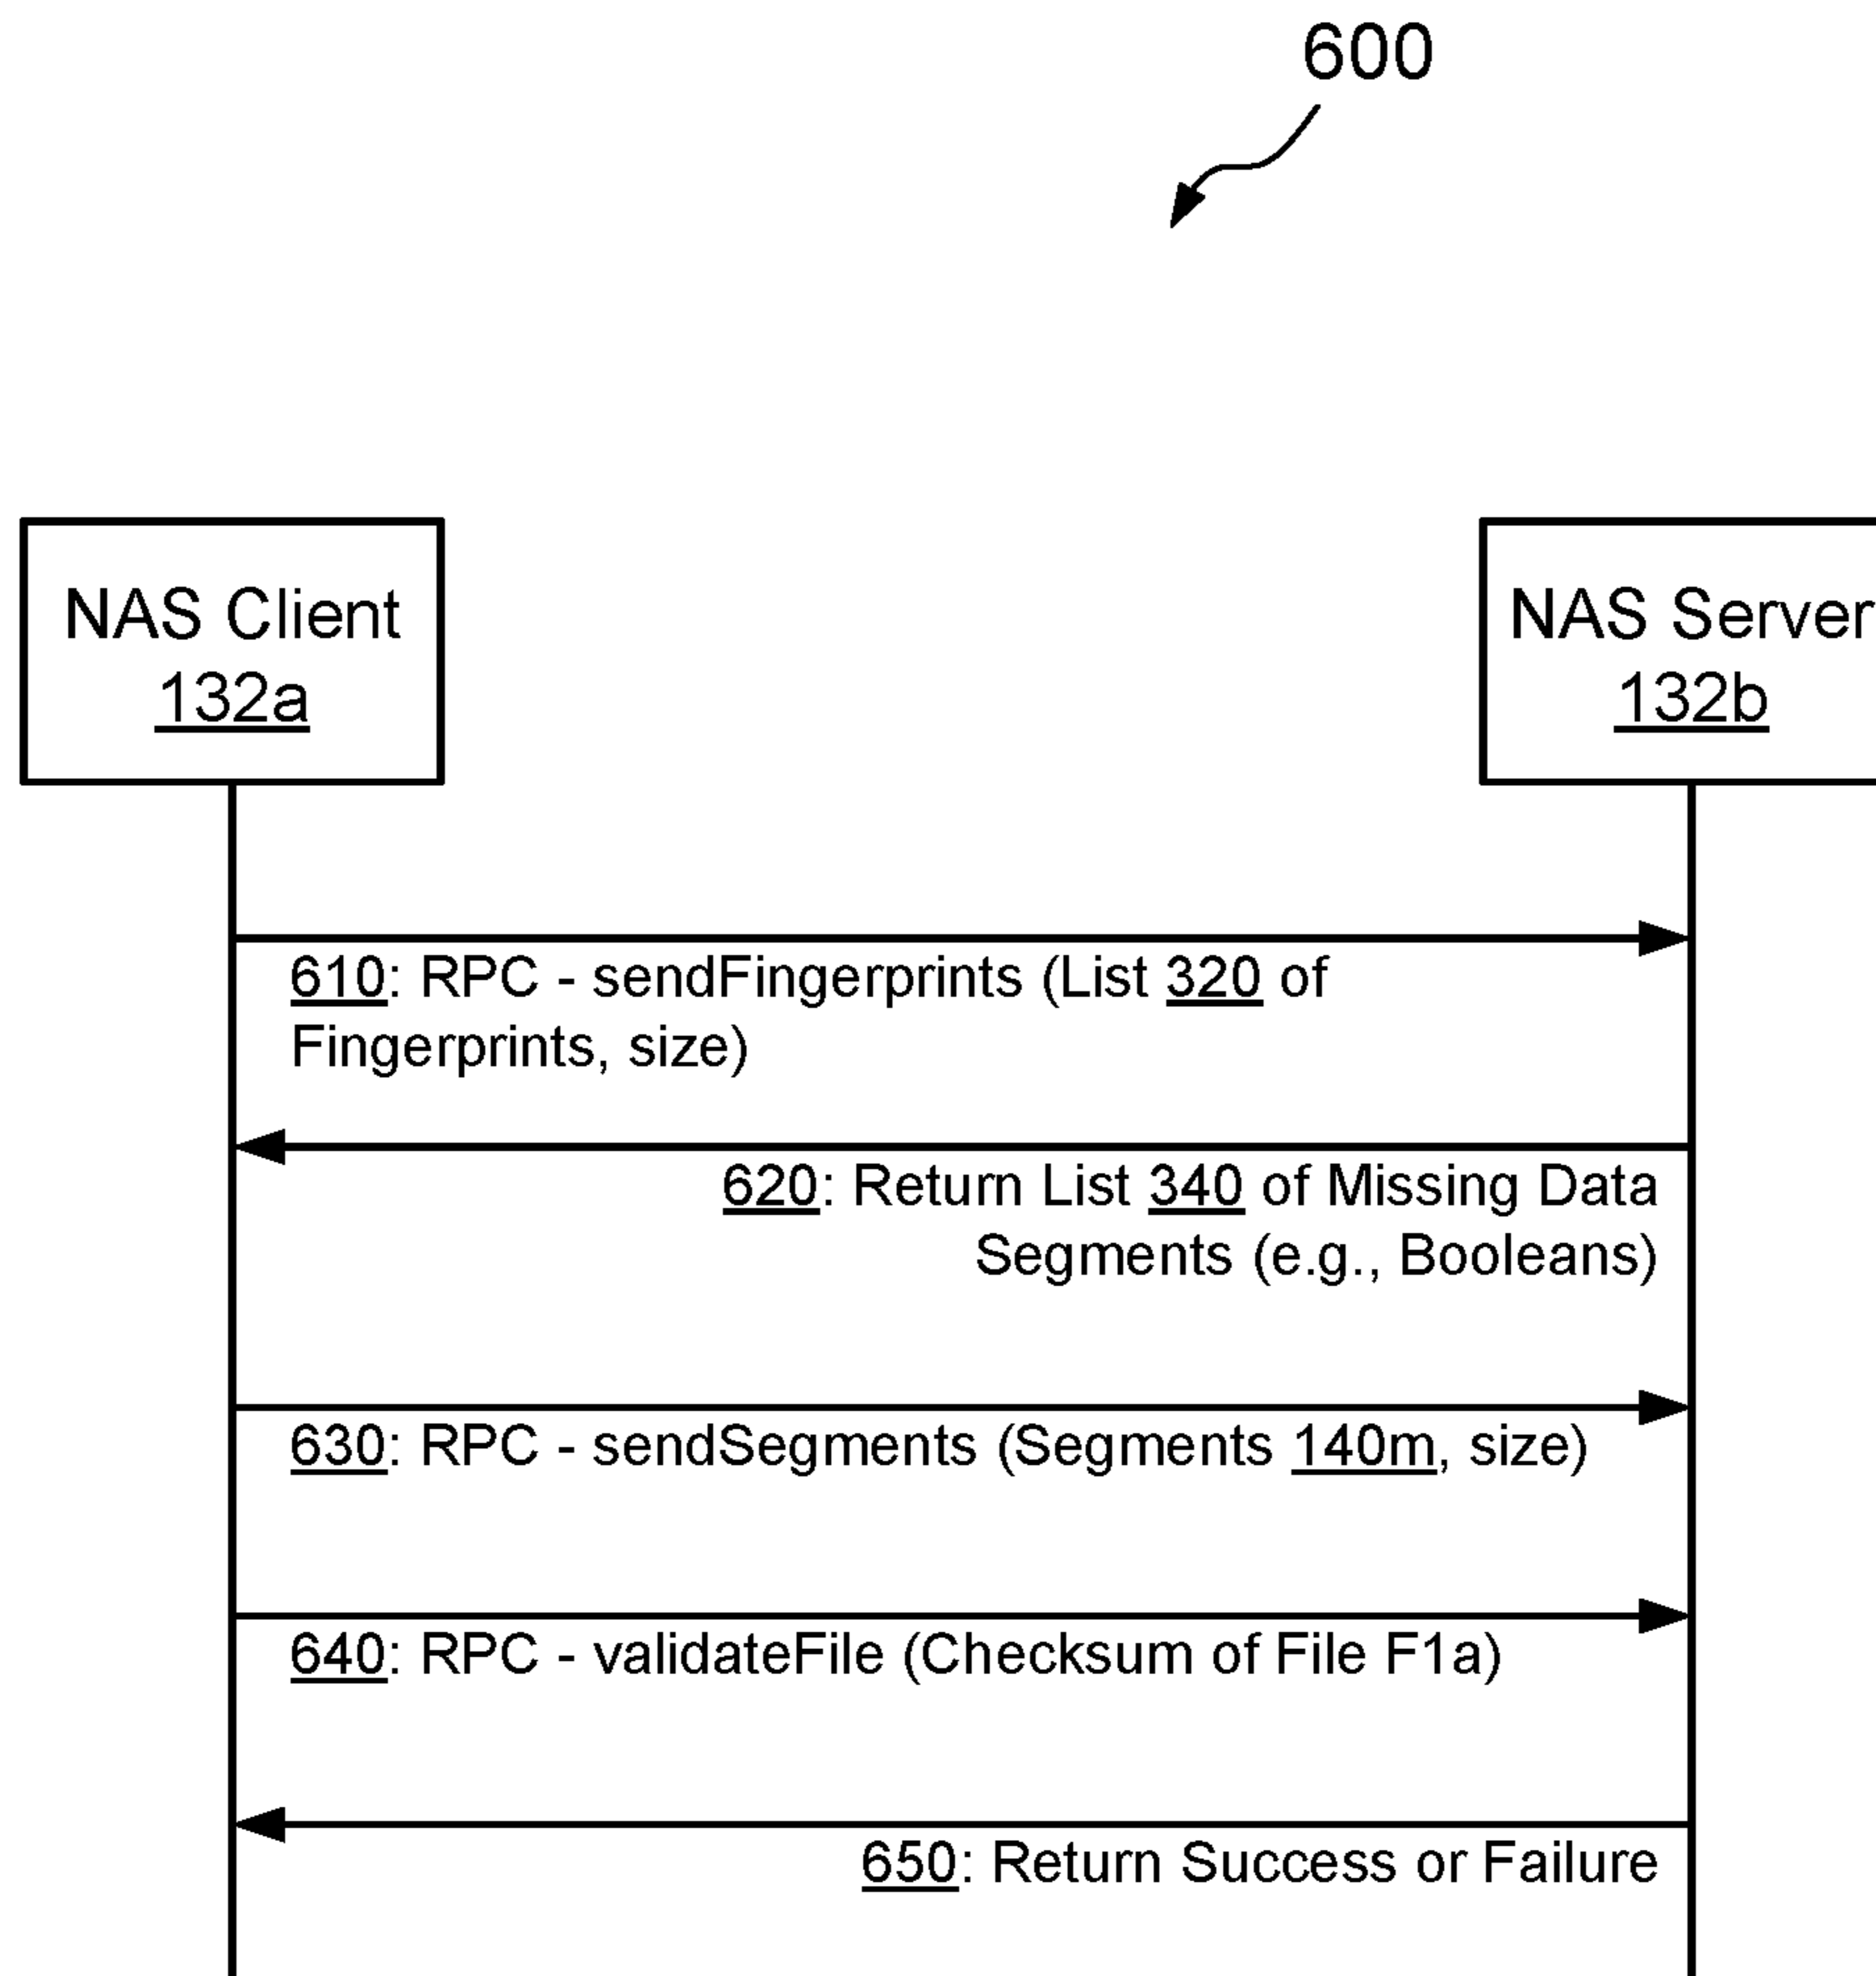 600
NAS Client
132a
NAS Server
132b
610: RPC - sendFingerprints (List 320 of
Fingerprints, size)
620: Return List 340 of Missing Data
Segments (e.g., Booleans)
630: RPC - sendSegments (Segments 140m, size)
640: RPC - validateFile (Checksum of File F1a)
650: Return Success or Failure